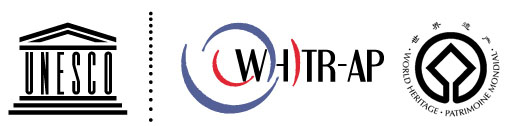 UNESCO
WHITR-AP
世界遗产
· WORLD HERITAGE · PATRIMOINE MONDIAL ·